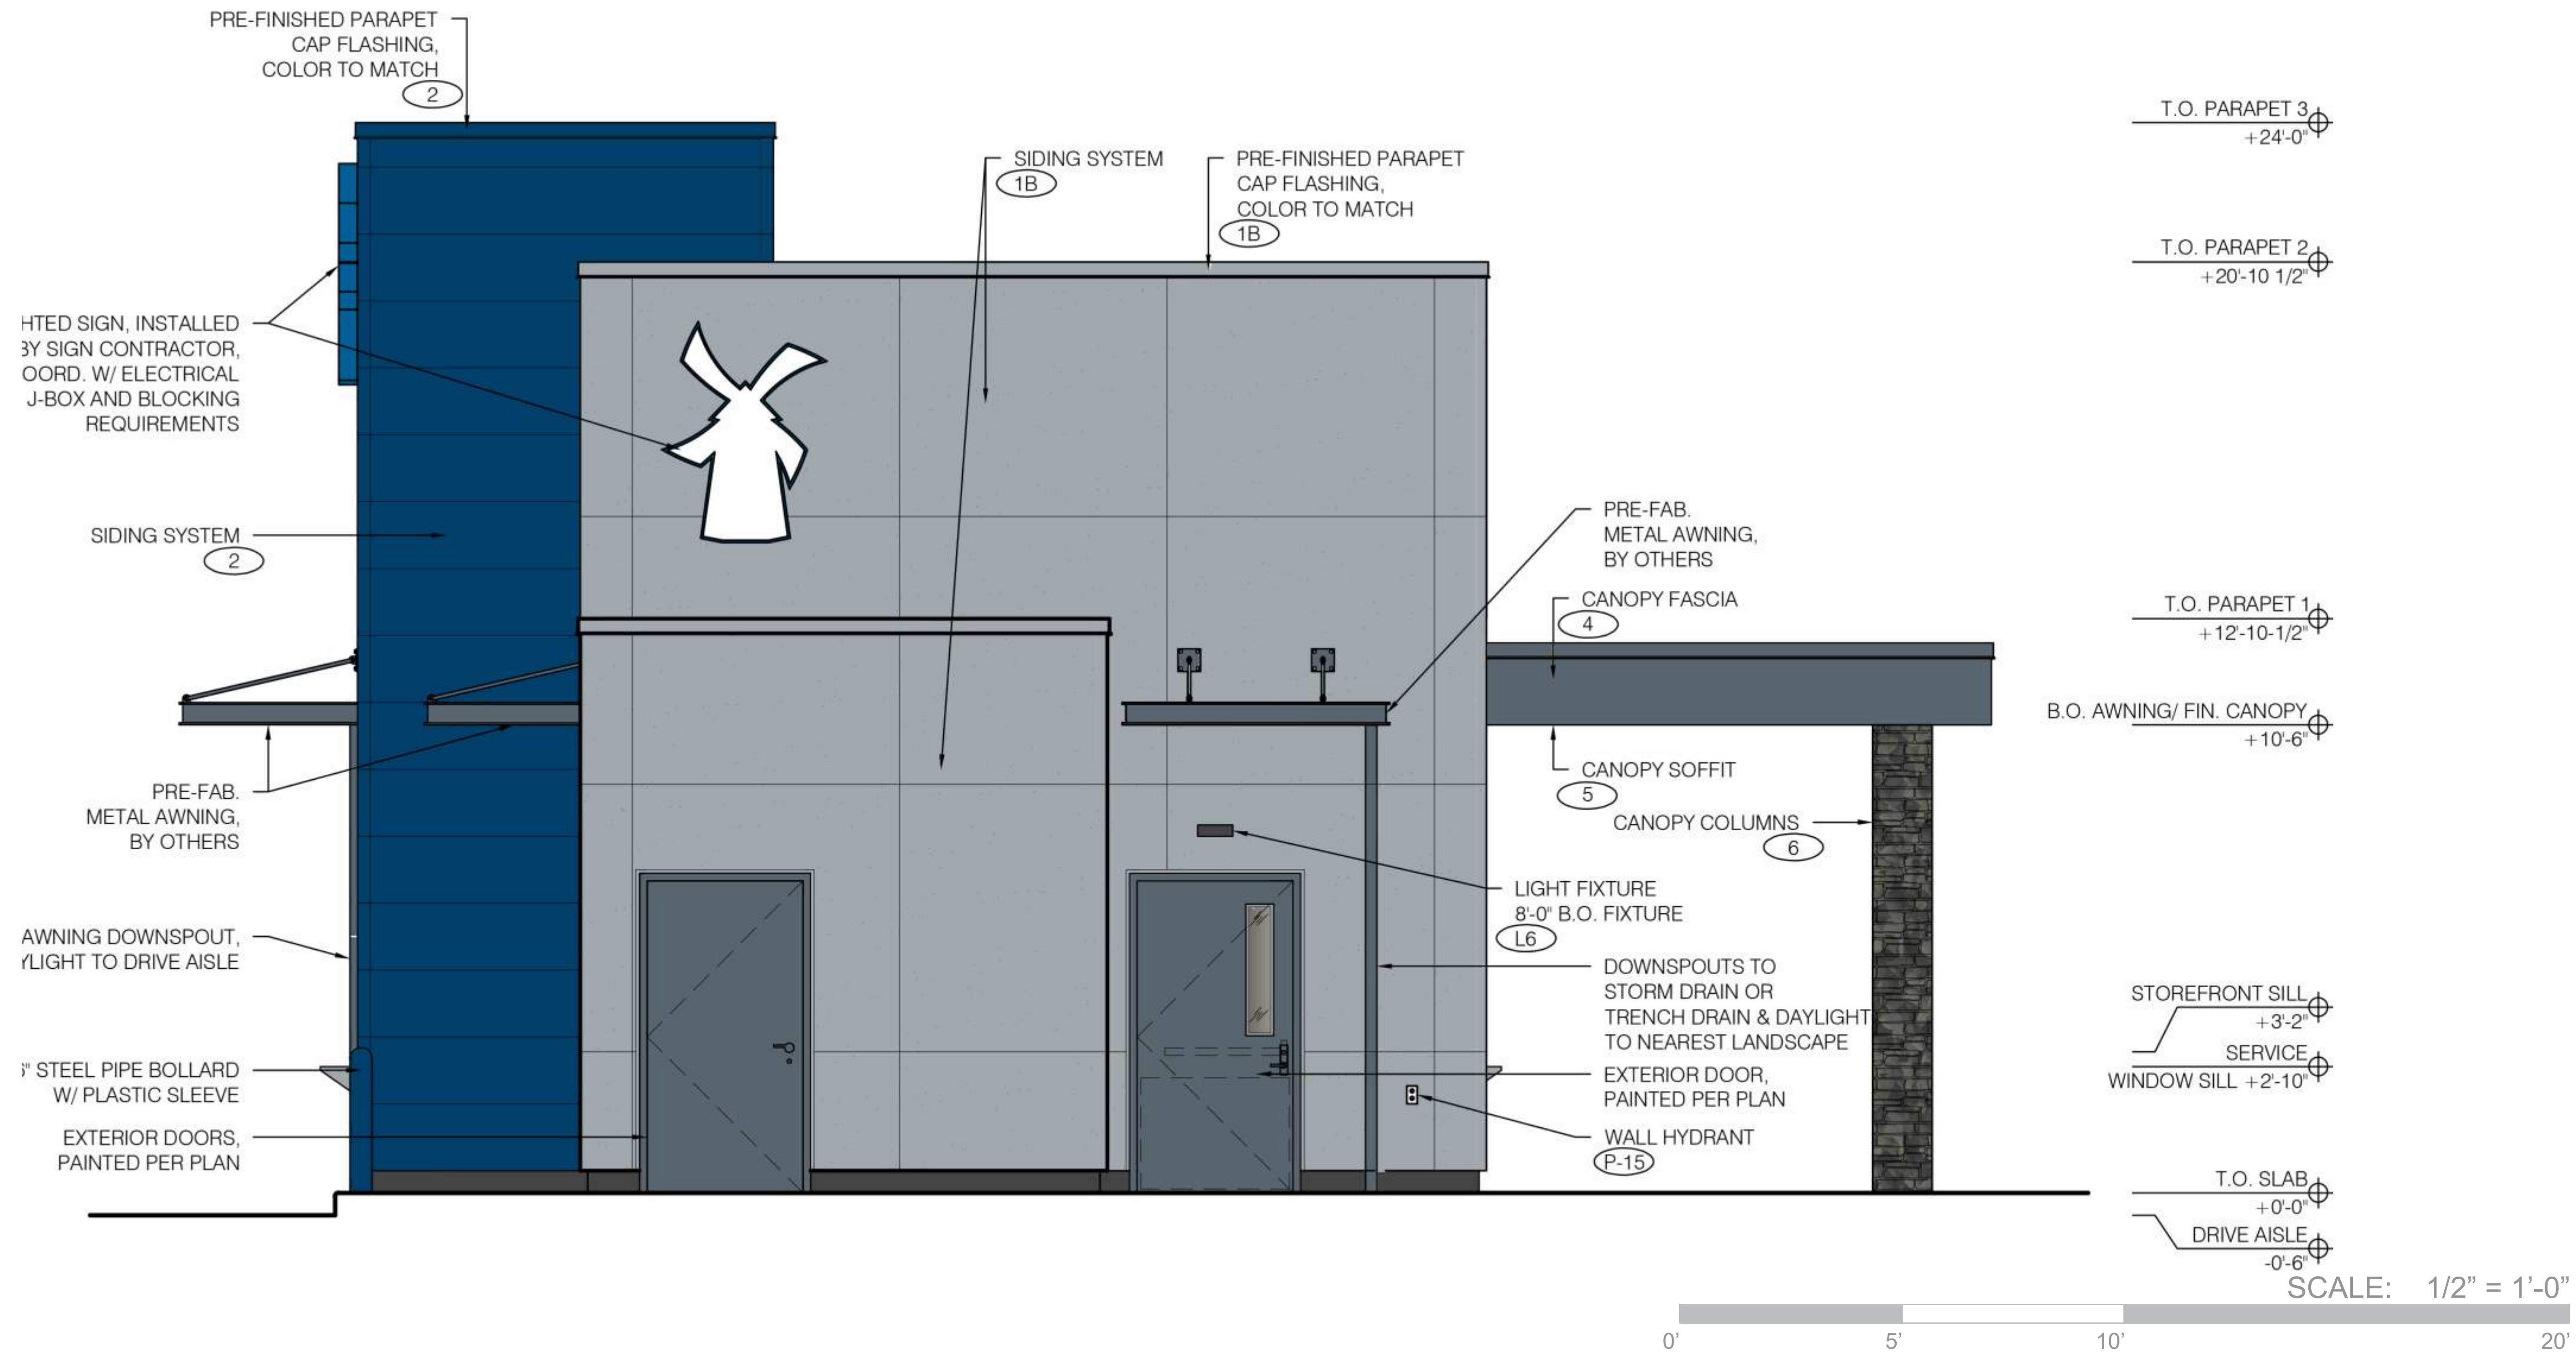 PRE-FINISHED PARAPET
CAP FLASHING,
COLOR TO MATCH
2
SIDING SYSTEM
1B
PRE-FINISHED PARAPET
CAP FLASHING,
COLOR TO MATCH
1B
HTED SIGN, INSTALLED
BY SIGN CONTRACTOR,
OORD. W/ ELECTRICAL
J-BOX AND BLOCKING
REQUIREMENTS
SIDING SYSTEM
2
PRE-FAB.
METAL AWNING,
BY OTHERS
AWNING DOWNSPOUT,
YLIGHT TO DRIVE AISLE
" STEEL PIPE BOLLARD
W/ PLASTIC SLEEVE
EXTERIOR DOORS,
PAINTED PER PLAN
PRE-FAB.
METAL AWNING,
BY OTHERS
CANOPY FASCIA
4
CANOPY SOFFIT
5
CANOPY COLUMNS
6
LIGHT FIXTURE
8'-0" B.O. FIXTURE
L6
DOWNSPOUTS TO
STORM DRAIN OR
TRENCH DRAIN & DAYLIGHT
TO NEAREST LANDSCAPE
EXTERIOR DOOR,
PAINTED PER PLAN
WALL HYDRANT
P-15
T.O. PARAPET 3
+24'-0"
T.O. PARAPET 2
+20'-10 1/2"
T.O. PARAPET 1
+12'-10-1/2"
B.O. AWNING/ FIN. CANOPY
+10'-6"
STOREFRONT SILL
+3'-2"
SERVICE
WINDOW SILL +2'-10"
T.O. SLAB
+0'-0"
DRIVE AISLE
-0'-6"
SCALE: 1/2” = 1’-0”
0’ 5’ 10’ 20’